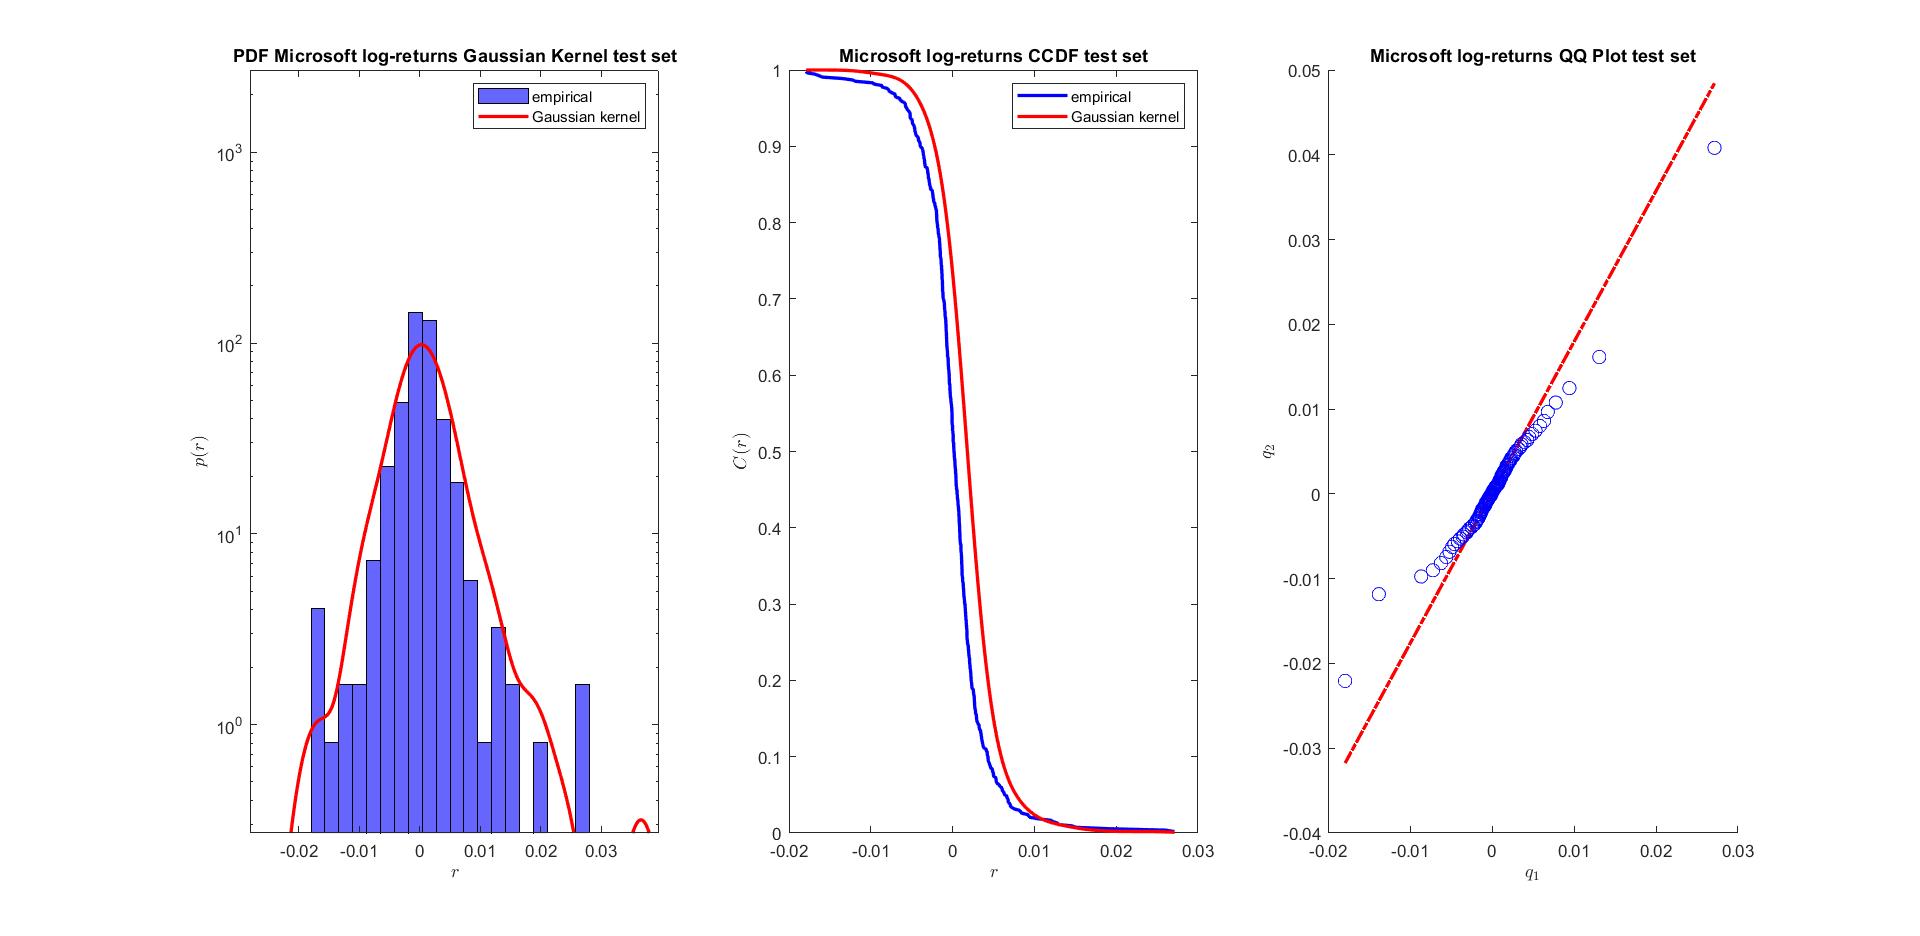 PDF Microsoft log-returns Gaussian Kernel test set
empirical
Gaussian kernel
10^3
10^2
10^1
10^0
p(r)
-0.02 -0.01 0 0.01 0.02 0.03
r
Microsoft log-returns CCDF test set
empirical
Gaussian kernel
1
0.9
0.8
0.7
0.6
0.5
0.4
0.3
0.2
0.1
0
C(r)
-0.02 -0.01 0 0.01 0.02 0.03
r
Microsoft log-returns QQ Plot test set
0.05
0.04
0.03
0.02
0.01
0
-0.01
-0.02
-0.03
-0.04
q_2
-0.02 -0.01 0 0.01 0.02 0.03
q_1